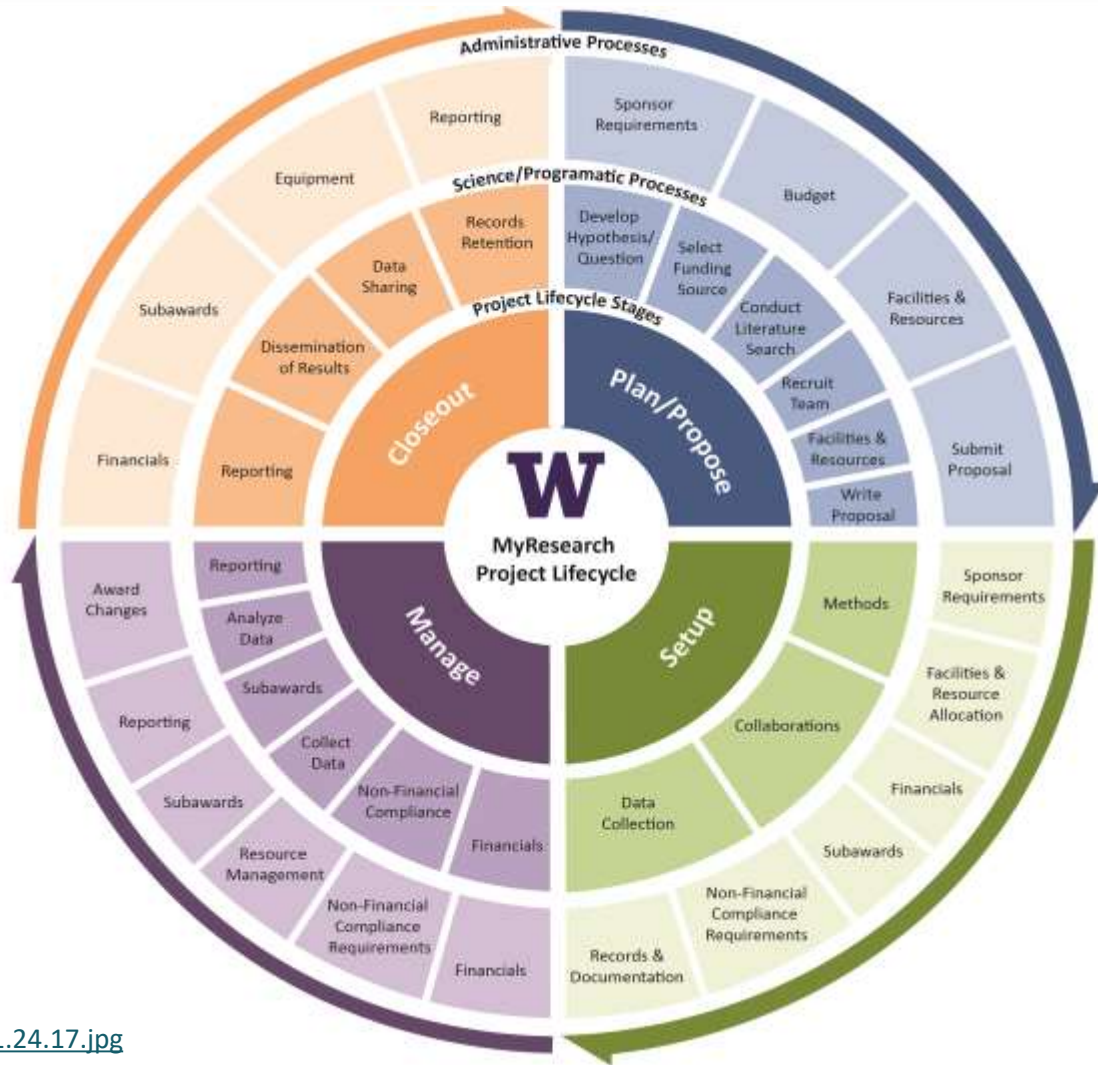 Administrative Processes
Sponsor
Requirements
Budget
Facilities &
Resources
Submit
Proposal
Sponsor
Requirements
Facilities &
Resource
Allocation
Financials
Subawards
Non-Financial
Compliance
Requirements
Records &
Documentation
Financials
Non-Financial
Compliance
Requirements
Resource
Management
Subawards
Reporting
Award
Changes
Financials
Subawards
Equipment
Reporting
Science/Programatic Processes
Develop
Hypothesis/
Question
Select
Funding
Source
Conduct
Literature
Search
Recruit
Team
Facilities &
Resources
Write
Proposal
Methods
Collaborations
Data
Collection
Financials
Non-Financial
Compliance
Collect
Data
Subawards
Analyze
Data
Reporting
Reporting
Dissemination
of Results
Data
Sharing
Records
Retention
Project Lifecycle Stages
Plan/Propose
Setup
Manage
Closeout
W
MyResearch
Project Lifecycle
.24.17.jpg